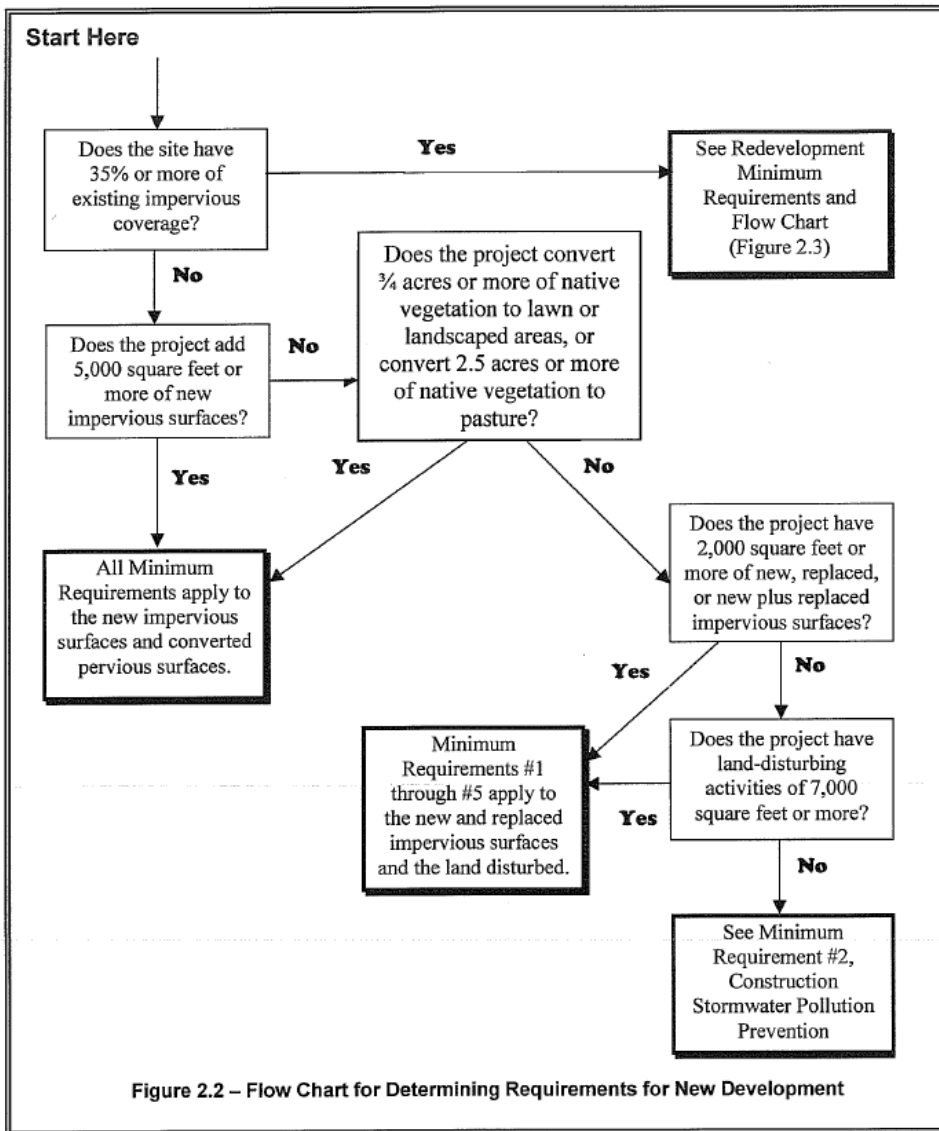 Start Here
Does the site have
35% or more of
existing impervious
coverage?
Yes
See Redevelopment
Minimum
Requirements and
Flow Chart
(Figure 2.3)
No
Does the project convert
¾ acres or more of native
vegetation to lawn or
landscaped areas, or
convert 2.5 acres or more
of native vegetation to
pasture?
Does the project add
5,000 square feet or
more of new
impervious surfaces?
No
Yes
Yes
No
All Minimum
Requirements apply to
the new impervious
surfaces and converted
pervious surfaces.
Does the project have
2,000 square feet or
more of new, replaced,
or new plus replaced
impervious surfaces?
Yes
No
Minimum
Requirements #1
through #5 apply to
the new and replaced
impervious surfaces
and the land disturbed.
Does the project have
land-disturbing
activities of 7,000
square feet or more?
Yes
No
See Minimum
Requirement #2,
Construction
Stormwater Pollution
Prevention
Figure 2.2 – Flow Chart for Determining Requirements for New Development